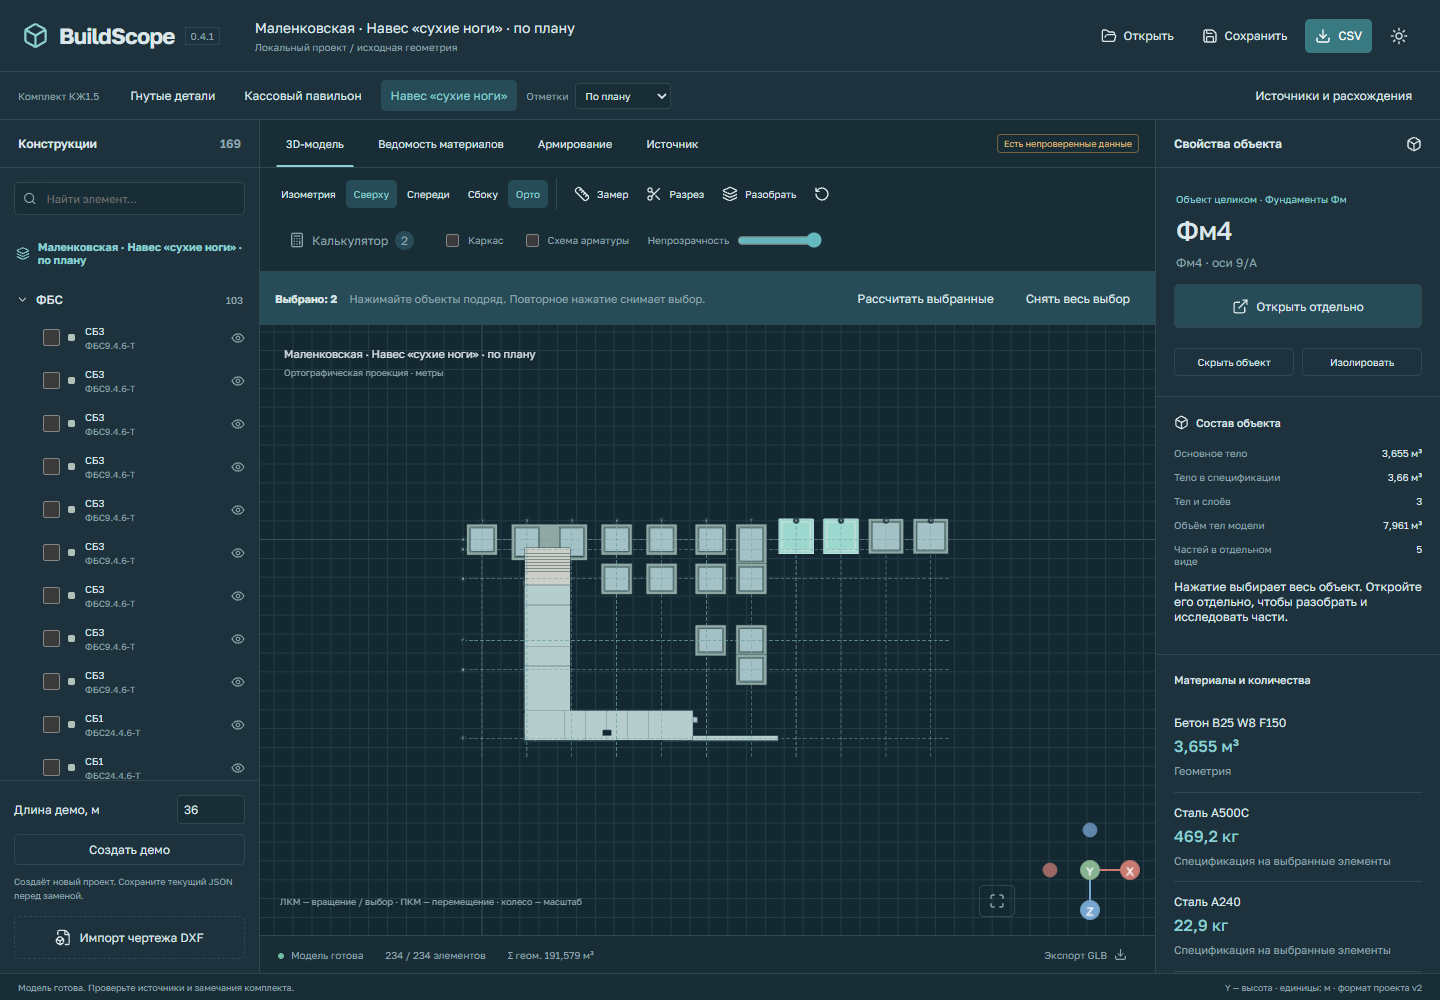 BuildScope 0.4.1
Маленковская · Навес «сухие ноги» · по плану
Локальный проект / исходная геометрия
Открыть
Сохранить
CSV
Комплект КЖ1.5
Гнутые детали
Кассовый павильон
Навес «сухие ноги»
Отметки
По плану
Источники и расхождения
Конструкции 169
Найти элемент...
Маленковская · Навес «сухие ноги» ·
по плану
ФБС 103
СБ3
ФБС9.4.6-Т
СБ3
ФБС9.4.6-Т
СБ3
ФБС9.4.6-Т
СБ3
ФБС9.4.6-Т
СБ3
ФБС9.4.6-Т
СБ3
ФБС9.4.6-Т
СБ3
ФБС9.4.6-Т
СБ3
ФБС9.4.6-Т
СБ3
ФБС9.4.6-Т
СБ1
ФБС24.4.6-Т
СБ1
ФБС24.4.6-Т
Длина демо, м
36
Создать демо
Создаёт новый проект. Сохраните текущий JSON
перед заменой.
Импорт чертежа DXF
3D-модель
Ведомость материалов
Армирование
Источник
Есть непроверенные данные
Изометрия
Сверху
Спереди
Сбоку
Орто
Замер
Разрез
Разобрать
Калькулятор 2
Каркас
Схема арматуры
Непрозрачность
Выбрано: 2
Нажимайте объекты подряд. Повторное нажатие снимает выбор.
Рассчитать выбранные
Снять весь выбор
Маленковская · Навес «сухие ноги» · по плану
Ортографическая проекция · метры
Y
X
Z
ЛКМ — вращение / выбор · ПКМ — перемещение · колесо — масштаб
Модель готова
234 / 234 элементов
Σ геом. 191,579 м³
Экспорт GLB
Свойства объекта
Объект целиком · Фундаменты Фм
Фм4
Фм4 · оси 9/А
Открыть отдельно
Скрыть объект
Изолировать
Состав объекта
Основное тело 3,655 м³
Тело в спецификации 3,66 м³
Тел и слоёв 3
Объём тел модели 7,961 м³
Частей в отдельном
виде 5
Нажатие выбирает весь объект. Откройте
его отдельно, чтобы разобрать и
исследовать части.
Материалы и количества
Бетон B25 W8 F150
3,655 м³
Геометрия
Сталь А500С
469,2 кг
Спецификация на выбранные элементы
Сталь А240
22,9 кг
Спецификация на выбранные элементы
Модель готова. Проверьте источники и замечания комплекта.
Y — высота · единицы: м · формат проекта v2